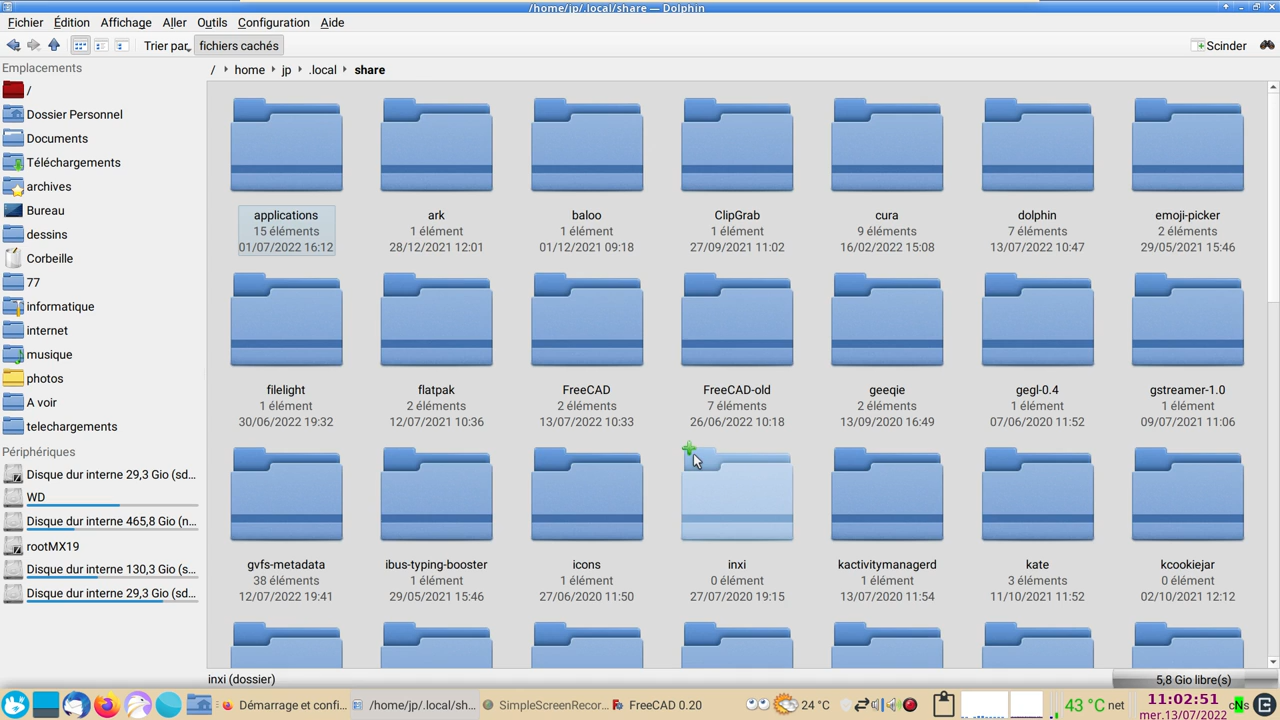 /home/jp/.local/share — Dolphin
Fichier Édition Affichage Aller Outils Configuration Aide
Trier par fichiers cachés Scinder
Emplacements
/ home jp .local share
/
Dossier Personnel
Documents
Téléchargements
archives
Bureau
dessins
Corbeille
77
informatique
internet
musique
photos
A voir
telechargements
Périphériques
Disque dur interne 29,3 Gio (sd...
WD
Disque dur interne 465,8 Gio (n...
rootMX19
Disque dur interne 130,3 Gio (s...
Disque dur interne 29,3 Gio (sd...
applications ark baloo ClipGrab cura dolphin emoji-picker
15 éléments 1 élément 1 élément 1 élément 9 éléments 7 éléments 2 éléments
01/07/2022 16:12 28/12/2021 12:01 01/12/2021 09:18 27/09/2021 11:02 16/02/2022 15:08 13/07/2022 10:47 29/05/2021 15:46
filelight flatpak FreeCAD FreeCAD-old geeqie gegl-0.4 gstreamer-1.0
1 élément 2 éléments 2 éléments 7 éléments 2 éléments 1 élément 1 élément
30/06/2022 19:32 12/07/2021 10:36 13/07/2022 10:33 26/06/2022 10:18 13/09/2020 16:49 07/06/2020 11:52 09/07/2021 11:06
gvfs-metadata ibus-typing-booster icons inxi kactivitymanagerd kate kcookiejar
38 éléments 1 élément 1 élément 0 élément 1 élément 3 éléments 0 élément
12/07/2022 19:41 29/05/2021 15:46 27/06/2020 11:50 27/07/2020 19:15 13/07/2020 11:54 11/10/2021 11:52 02/10/2021 12:12
inxi (dossier) 5,8 Gio libre(s)
Démarrage et confi... /home/jp/.local/sh... SimpleScreenRecor... FreeCAD 0.20 24 °C 43 °C net 11:02:51
mer.13/07/2022